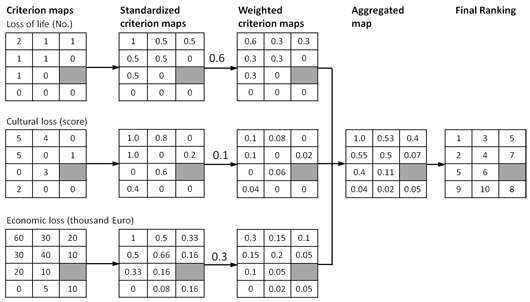 Criterion maps Standardized criterion maps Weighted criterion maps Aggregated map Final Ranking
Loss of life (No.)
2 1 1
1 1 0
1 0
0 0 0
1 0.5 0.5
0.5 0.5 0
0.5 0
0 0 0
0.6
0.6 0.3 0.3
0.3 0.3 0
0.3 0
0 0 0
Cultural loss (score)
5 4 0
5 0 1
0 3
2 0 0
1.0 0.8 0
1.0 0 0.2
0 0.6
0.4 0 0
0.1
0.1 0.08 0
0.1 0 0.02
0 0.06
0.04 0 0
1.0 0.53 0.4
0.55 0.5 0.07
0.4 0.11
0.04 0.02 0.05
1 3 5
2 4 7
5 6
9 10 8
Economic loss (thousand Euro)
60 30 20
30 40 10
20 10
0 5 10
1 0.5 0.33
0.5 0.66 0.16
0.33 0.16
0 0.08 0.16
0.3
0.3 0.15 0.1
0.15 0.2 0.05
0.1 0.05
0 0.02 0.05